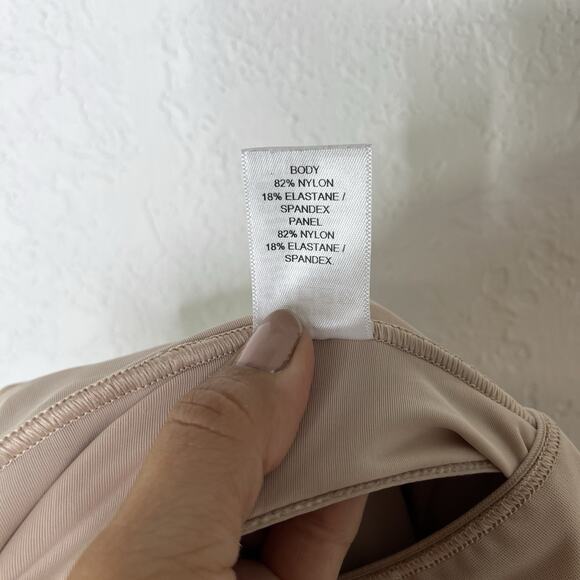 BODY
82% NYLON
18% ELASTANE /
SPANDEX
PANEL
82% NYLON
18% ELASTANE /
SPANDEX.